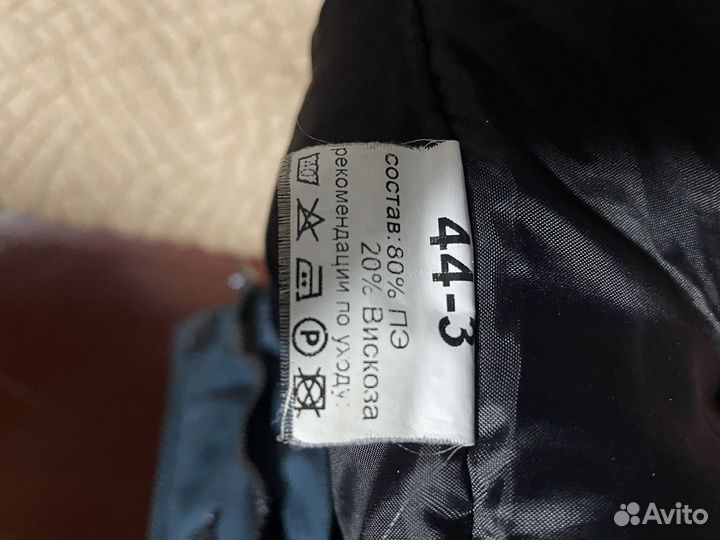 44-3
состав: 80% ПЭ
20% Вискоза
рекомендации по уходу:
P
Avito